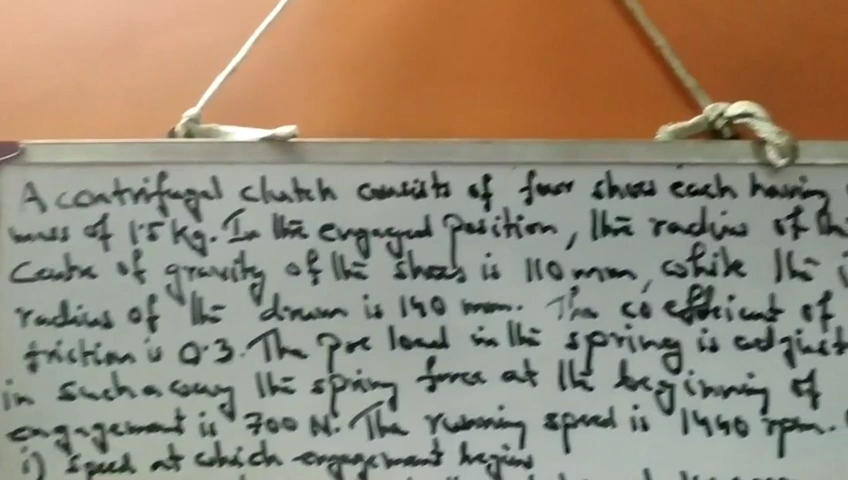 A centrifugal clutch consists of four shoes each having
mass of 1.5 Kg. In the engaged position, the radius of the
Centre of gravity of the shoes is 110 mm, while the i
radius of the drum is 140 mm. The coefficient of
friction is 0.3. The pre load in the spring is adjust
in such a way the spring force at the beginning of
engagement is 700 N. The running speed is 1440 rpm.
i) Speed at which engagement begins